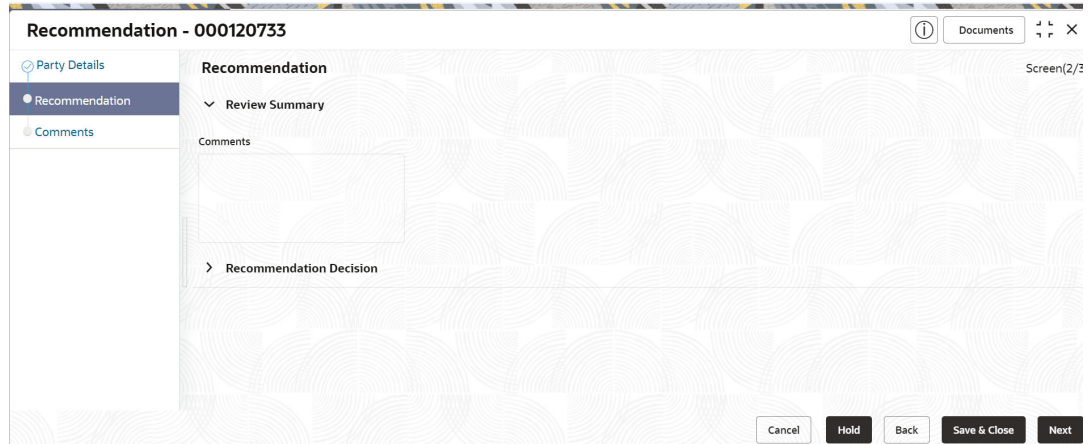 Recommendation - 000120733
Documents
Party Details
Recommendation
Comments
Recommendation
Screen(2/3
Review Summary
Comments
Recommendation Decision
Cancel
Hold
Back
Save & Close
Next